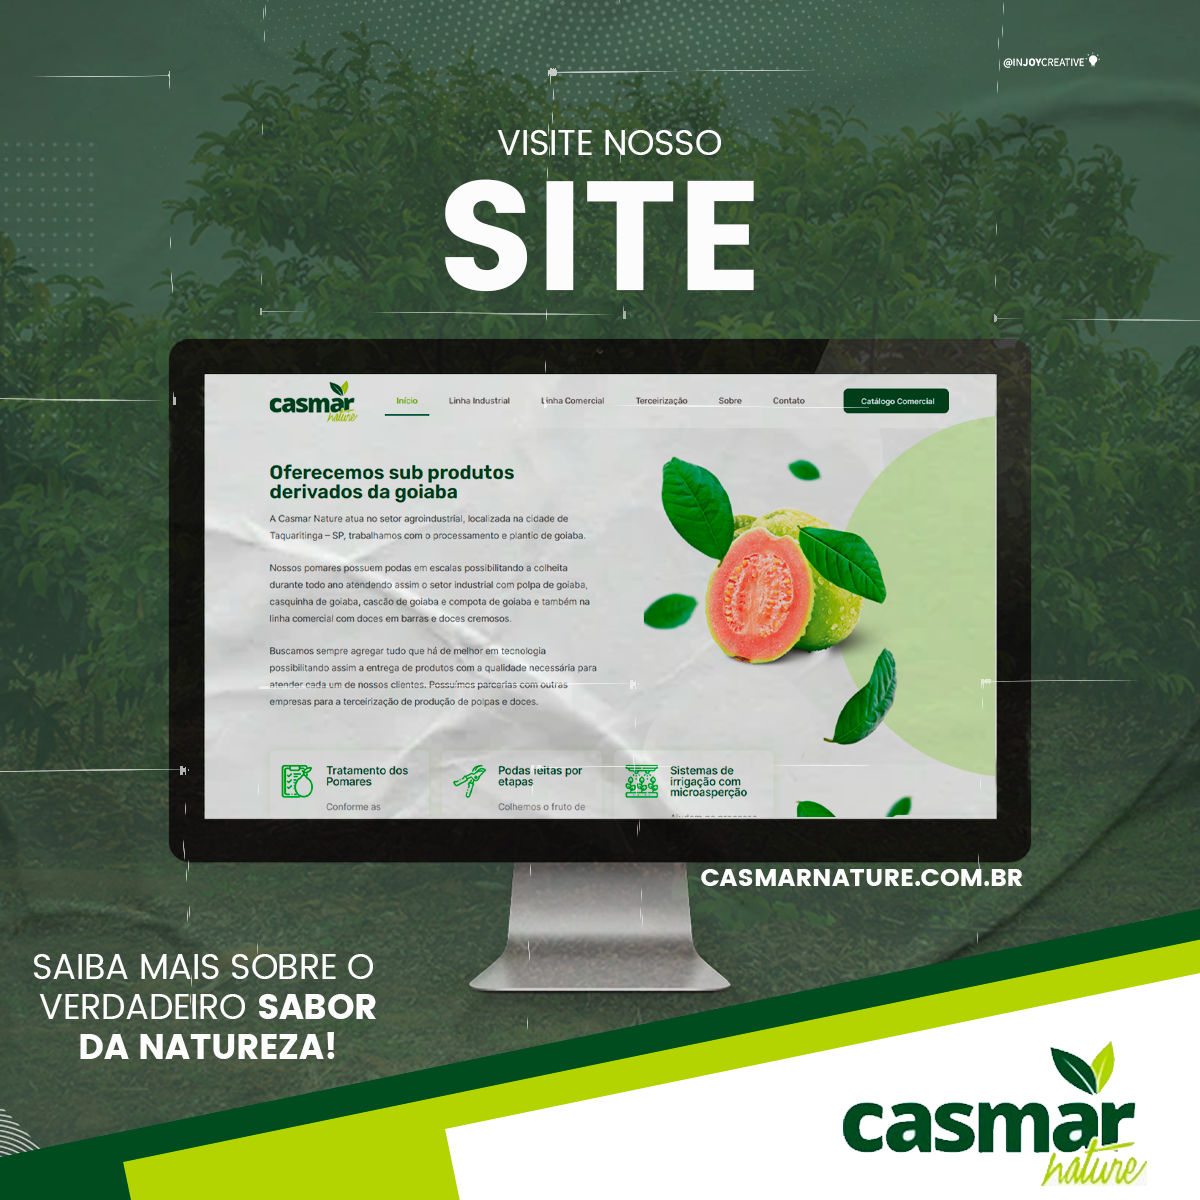 @INJOYCREATIVE
VISITE NOSSO
SITE
casmar
nature
Início
Linha Industrial
Linha Comercial
Terceirização
Sobre
Contato
Catálogo Comercial
Oferecemos sub produtos
derivados da goiaba
A Casmar Nature atua no setor agroindustrial, localizada na cidade de
Taquaritinga – SP, trabalhamos com o processamento e plantio de goiaba.
Nossos pomares possuem podas em escalas possibilitando a colheita
durante todo ano atendendo assim o setor industrial com polpa de goiaba,
casquinha de goiaba, cascão de goiaba e compota de goiaba e também na
linha comercial com doces em barras e doces cremosos.
Buscamos sempre agregar tudo que há de melhor em tecnologia
possibilitando assim a entrega de produtos com a qualidade necessária para
atender cada um de nossos clientes. Possuímos parcerias com outras
empresas para a terceirização de produção de polpas e doces.
Tratamento dos
Pomares
Conforme as
Podas feitas por
etapas
Colhemos o fruto de
Sistemas de
irrigação com
microasperção
CASMARNATURE.COM.BR
SAIBA MAIS SOBRE O
VERDADEIRO SABOR
DA NATUREZA!
casmar
nature